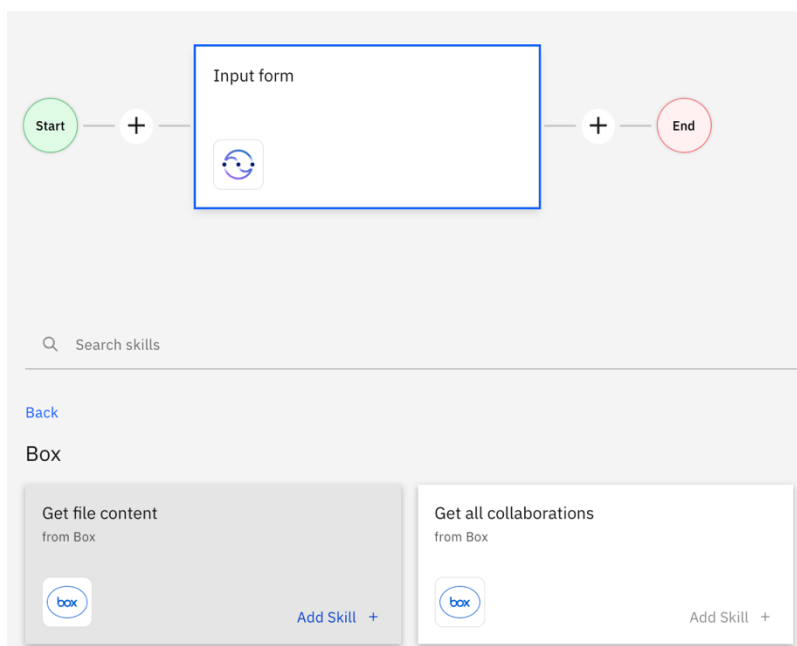 Input form
Start
End
Search skills
Back
Box
Get file content
from Box
box
Add Skill +
Get all collaborations
from Box
box
Add Skill +